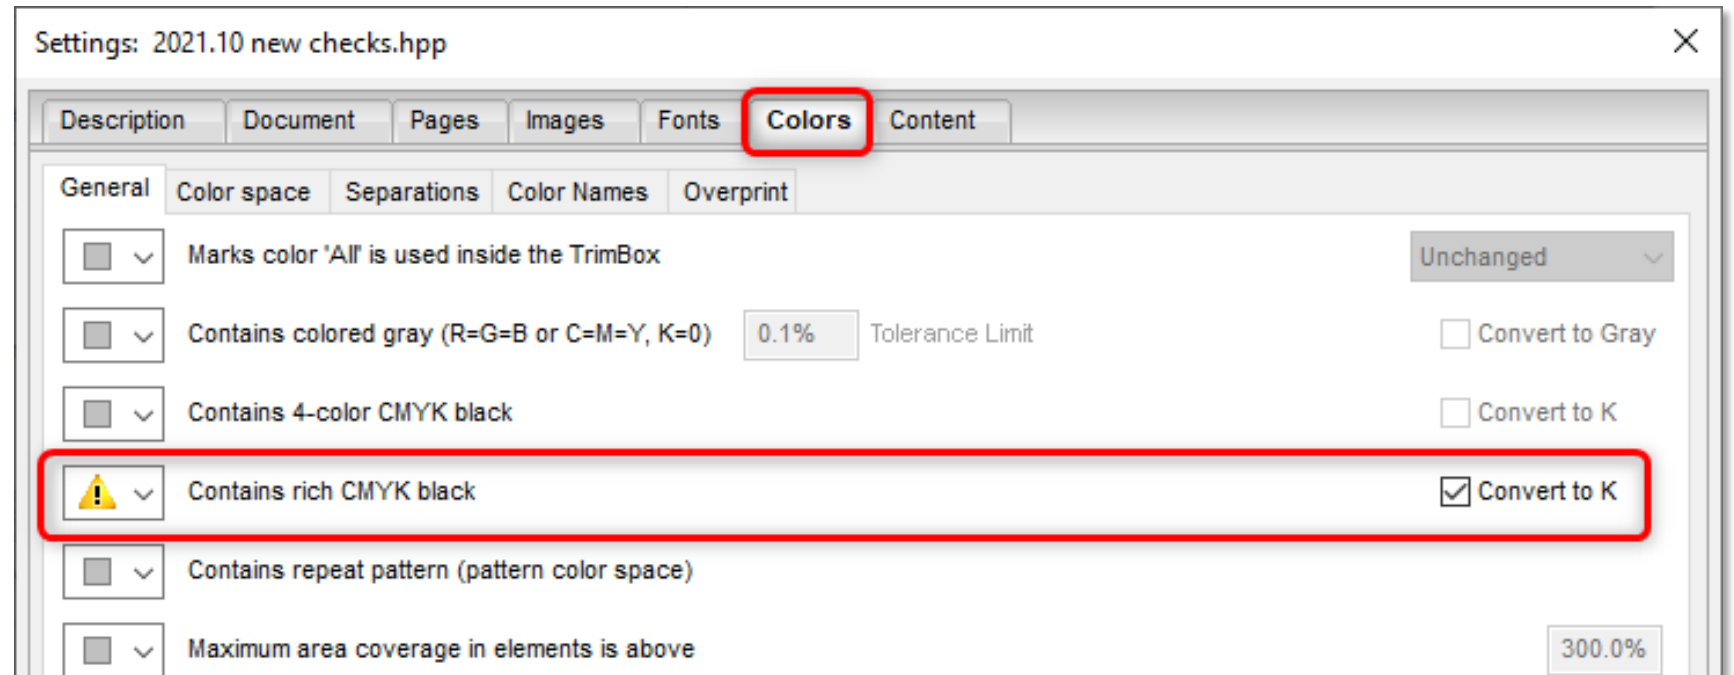 Settings: 2021.10 new checks.hpp
Description Document Pages Images Fonts Colors Content
General Color space Separations Color Names Overprint
Marks color 'All' is used inside the TrimBox Unchanged
Contains colored gray (R=G=B or C=M=Y, K=0) 0.1% Tolerance Limit Convert to Gray
Contains 4-color CMYK black Convert to K
Contains rich CMYK black Convert to K
Contains repeat pattern (pattern color space)
Maximum area coverage in elements is above 300.0%